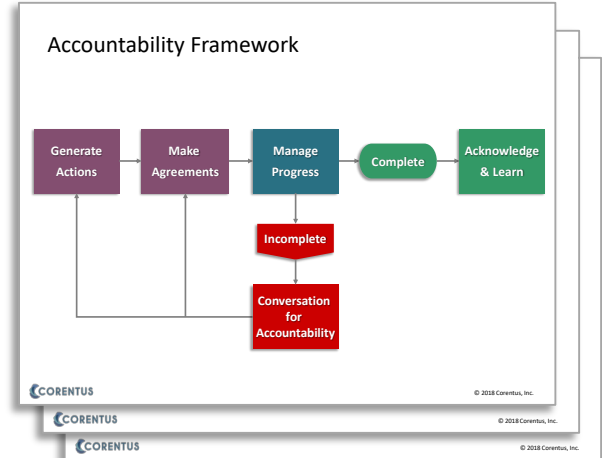 Accountability Framework
Generate
Actions
Make
Agreements
Manage
Progress
Complete
Acknowledge
& Learn
Incomplete
Conversation
for
Accountability
CORENTUS
© 2018 Corentus, Inc.
CORENTUS
© 2018 Corentus, Inc.
CORENTUS
© 2018 Corentus, Inc.